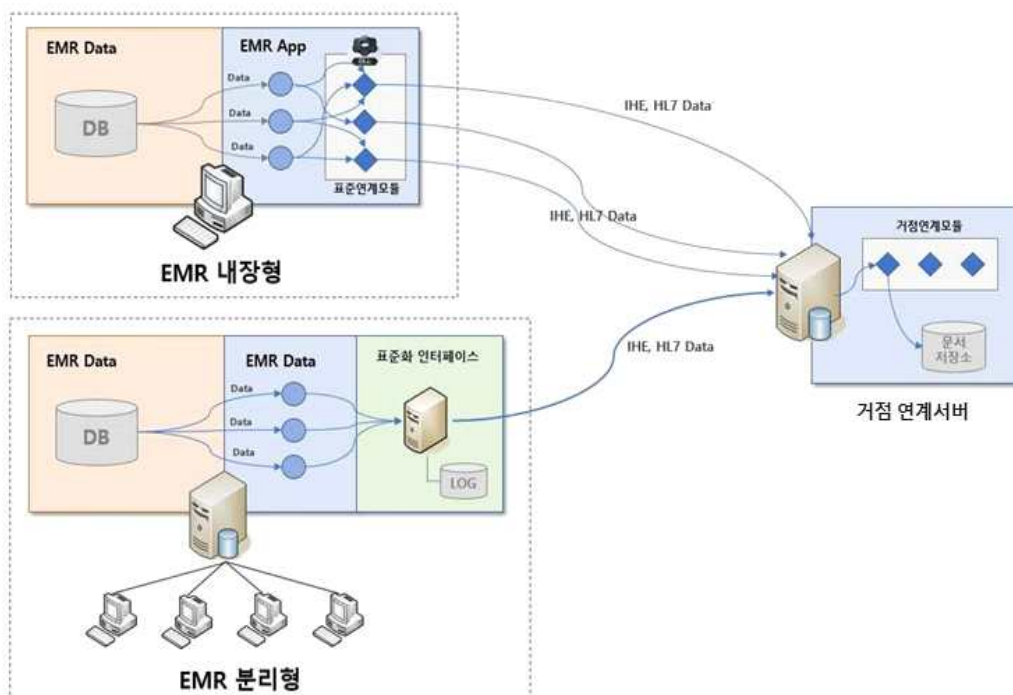 EMR Data
EMR App
Data
Data
Data
DB
표준연계모듈
EMR 내장형
IHE, HL7 Data
IHE, HL7 Data
IHE, HL7 Data
거점연계모듈
문서
저장소
거점 연계서버
EMR Data
EMR Data
표준화 인터페이스
Data
Data
Data
DB
LOG
EMR 분리형